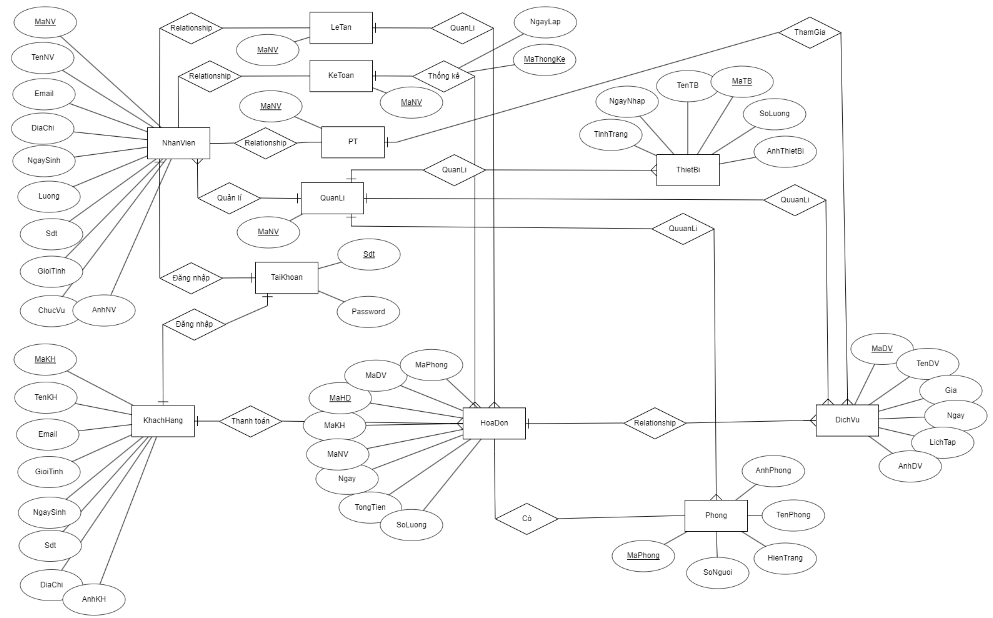 MaNV
Relationship
LeTan
QuanLi
NgayLap
ThamGia
MaNV
TenNV
Relationship
KeToan
Thống kê
MaThongKe
Email
MaNV
MaNV
NgayNhap
TenTB
MaTB
SoLuong
DiaChi
TinhTrang
NhanVien
Relationship
PT
AnhThietBi
NgaySinh
QuanLi
ThietBi
Luong
Quản lí
QuanLi
QuuanLi
Sdt
MaNV
QuuanLi
Sdt
GioiTinh
Đăng nhập
TaiKhoan
ChucVu
AnhNV
Password
Đăng nhập
MaKH
MaPhong
MaDV
MaDV
TenDV
TenKH
MaHD
Gia
KhachHang
Thanh toán
MaKH
HoaDon
Relationship
DichVu
Ngay
Email
MaNV
LichTap
GioiTinh
Ngay
AnhDV
AnhPhong
NgaySinh
TongTien
SoLuong
Có
Phong
TenPhong
Sdt
MaPhong
HienTrang
SoNguoi
DiaChi
AnhKH